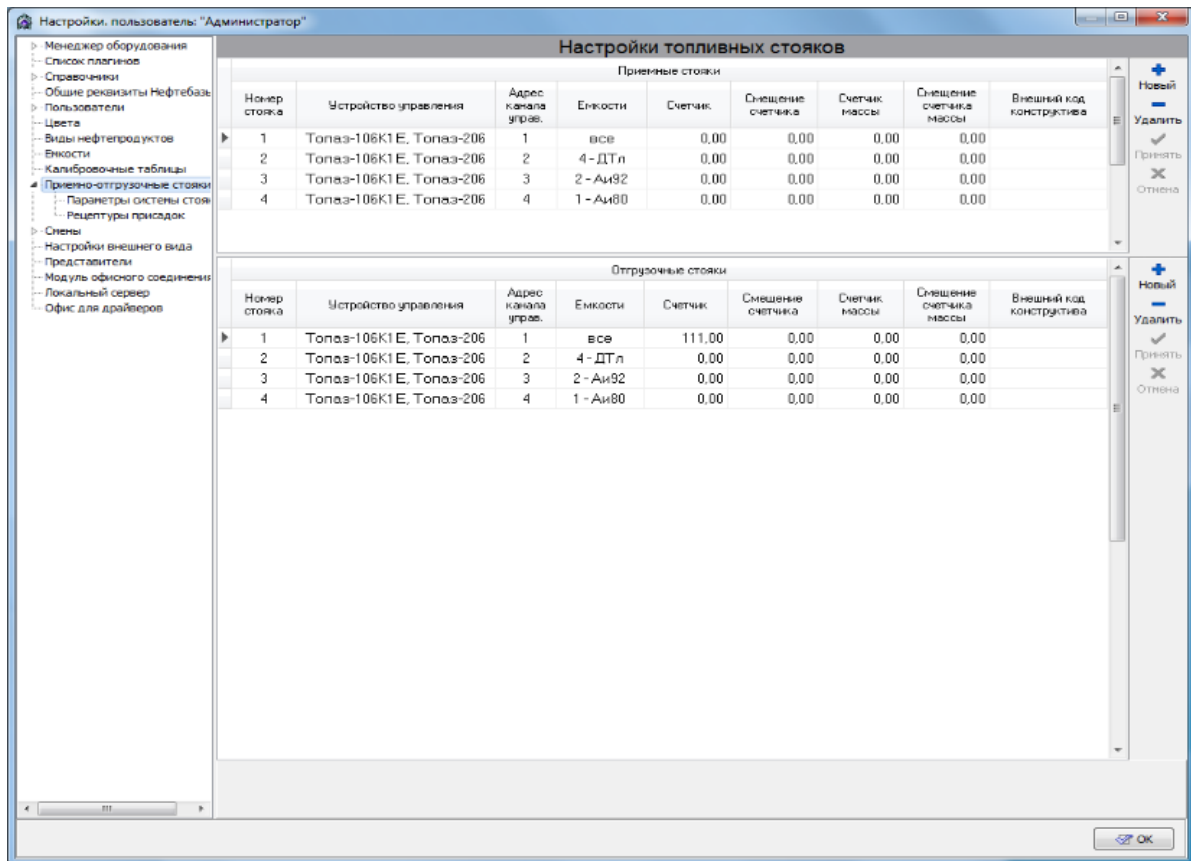 Настройки, пользователь: "Администратор"
Менеджер оборудования
Список плагинов
Справочники
Общие реквизиты Нефтебазь
Пользователи
Цвета
Виды нефтепродуктов
Емкости
Калибровочные таблицы
Приемно-отгрузочные стояки
Параметры системы стоя
Рецептуры присадок
Смены
Настройки внешнего вида
Представители
Модуль офисного соединения
Локальный сервер
Офис для драйверов
Настройки топливных стояков
Приемные стояки
Номер стояка Устройство управления Адрес канала управ. Емкости Счетчик Смещение счетчика Счетчик массы Смещение счетчика массы Внешний код конструктива
1 Топаз-106К1Е, Топаз-206 1 все 0,00 0,00 0,00 0,00
2 Топаз-106К1Е, Топаз-206 2 4 - ДТл 0,00 0,00 0,00 0,00
3 Топаз-106К1Е, Топаз-206 3 2 - Аи92 0,00 0,00 0,00 0,00
4 Топаз-106К1Е, Топаз-206 4 1 - Аи80 0,00 0,00 0,00 0,00
Новый
Удалить
Принять
Отмена
Отгрузочные стояки
Номер стояка Устройство управления Адрес канала управ. Емкости Счетчик Смещение счетчика Счетчик массы Смещение счетчика массы Внешний код конструктива
1 Топаз-106К1Е, Топаз-206 1 все 111,00 0,00 0,00 0,00
2 Топаз-106К1Е, Топаз-206 2 4 - ДТл 0,00 0,00 0,00 0,00
3 Топаз-106К1Е, Топаз-206 3 2 - Аи92 0,00 0,00 0,00 0,00
4 Топаз-106К1Е, Топаз-206 4 1 - Аи80 0,00 0,00 0,00 0,00
Новый
Удалить
Принять
Отмена
ОК